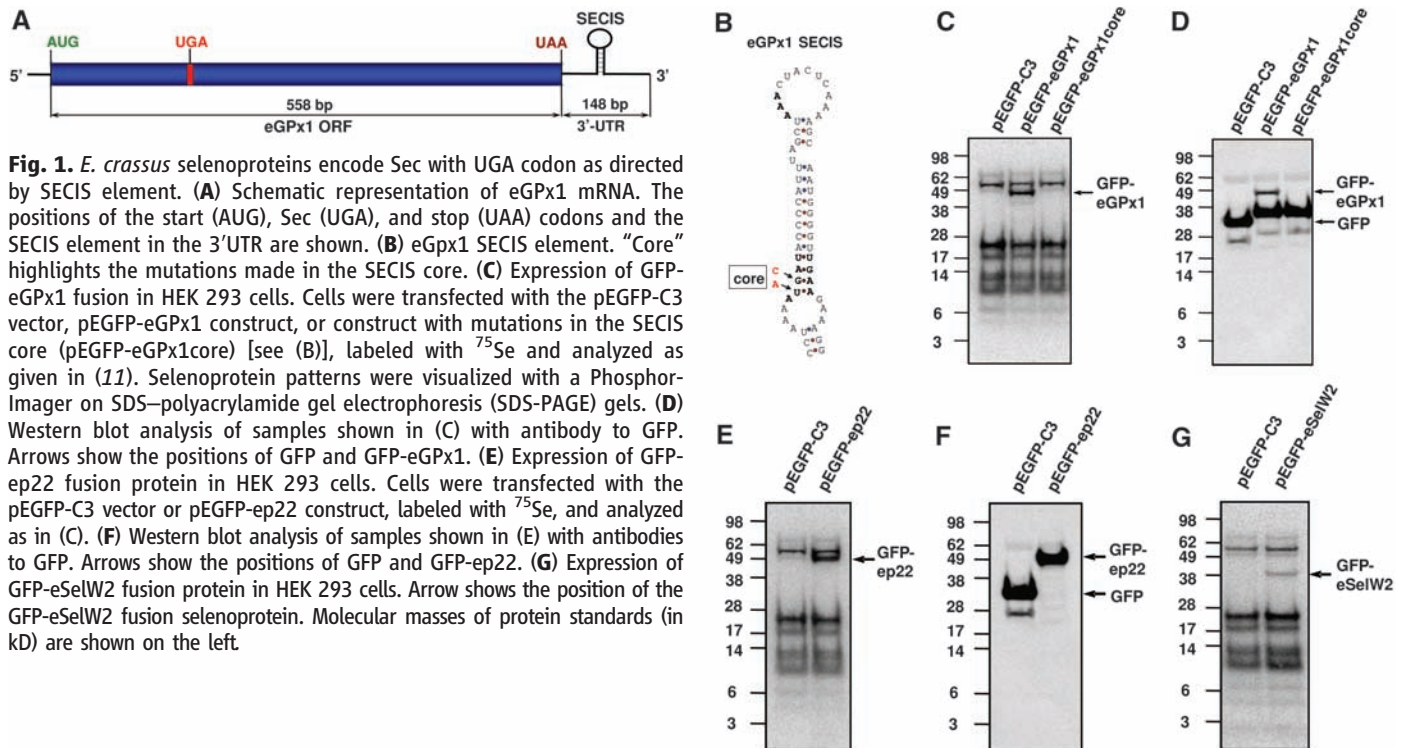 A
SECIS
AUG
UGA
UAA
5'
3'
558 bp
148 bp
eGPx1 ORF
3'-UTR
Fig. 1. E. crassus selenoproteins encode Sec with UGA codon as directed
by SECIS element. (A) Schematic representation of eGPx1 mRNA. The
positions of the start (AUG), Sec (UGA), and stop (UAA) codons and the
SECIS element in the 3'UTR are shown. (B) eGpx1 SECIS element. "Core"
highlights the mutations made in the SECIS core. (C) Expression of GFP-
eGPx1 fusion in HEK 293 cells. Cells were transfected with the pEGFP-C3
vector, pEGFP-eGPx1 construct, or construct with mutations in the SECIS
core (pEGFP-eGPx1core) [see (B)], labeled with ⁷⁵Se and analyzed as
given in (11). Selenoprotein patterns were visualized with a Phosphor-
Imager on SDS–polyacrylamide gel electrophoresis (SDS-PAGE) gels. (D)
Western blot analysis of samples shown in (C) with antibody to GFP.
Arrows show the positions of GFP and GFP-eGPx1. (E) Expression of GFP-
ep22 fusion protein in HEK 293 cells. Cells were transfected with the
pEGFP-C3 vector or pEGFP-ep22 construct, labeled with ⁷⁵Se, and analyzed
as in (C). (F) Western blot analysis of samples shown in (E) with antibodies
to GFP. Arrows show the positions of GFP and GFP-ep22. (G) Expression of
GFP-eSelW2 fusion protein in HEK 293 cells. Arrow shows the position of the
GFP-eSelW2 fusion selenoprotein. Molecular masses of protein standards (in
kD) are shown on the left.
B
eGPx1 SECIS
core
C
A
C
pEGFP-C3
pEGFP-eGPx1
pEGFP-eGPx1core
98
62
49
38
28
17
14
6
3
GFP-
eGPx1
D
pEGFP-C3
pEGFP-eGPx1
pEGFP-eGPx1core
98
62
49
38
28
17
14
6
3
GFP-
eGPx1
GFP
E
pEGFP-C3
pEGFP-ep22
98
62
49
38
28
17
14
6
3
GFP-
ep22
F
pEGFP-C3
pEGFP-ep22
98
62
49
38
28
17
14
6
3
GFP-
ep22
GFP
G
pEGFP-C3
pEGFP-eSelW2
98
62
49
38
28
17
14
6
3
GFP-
eSelW2